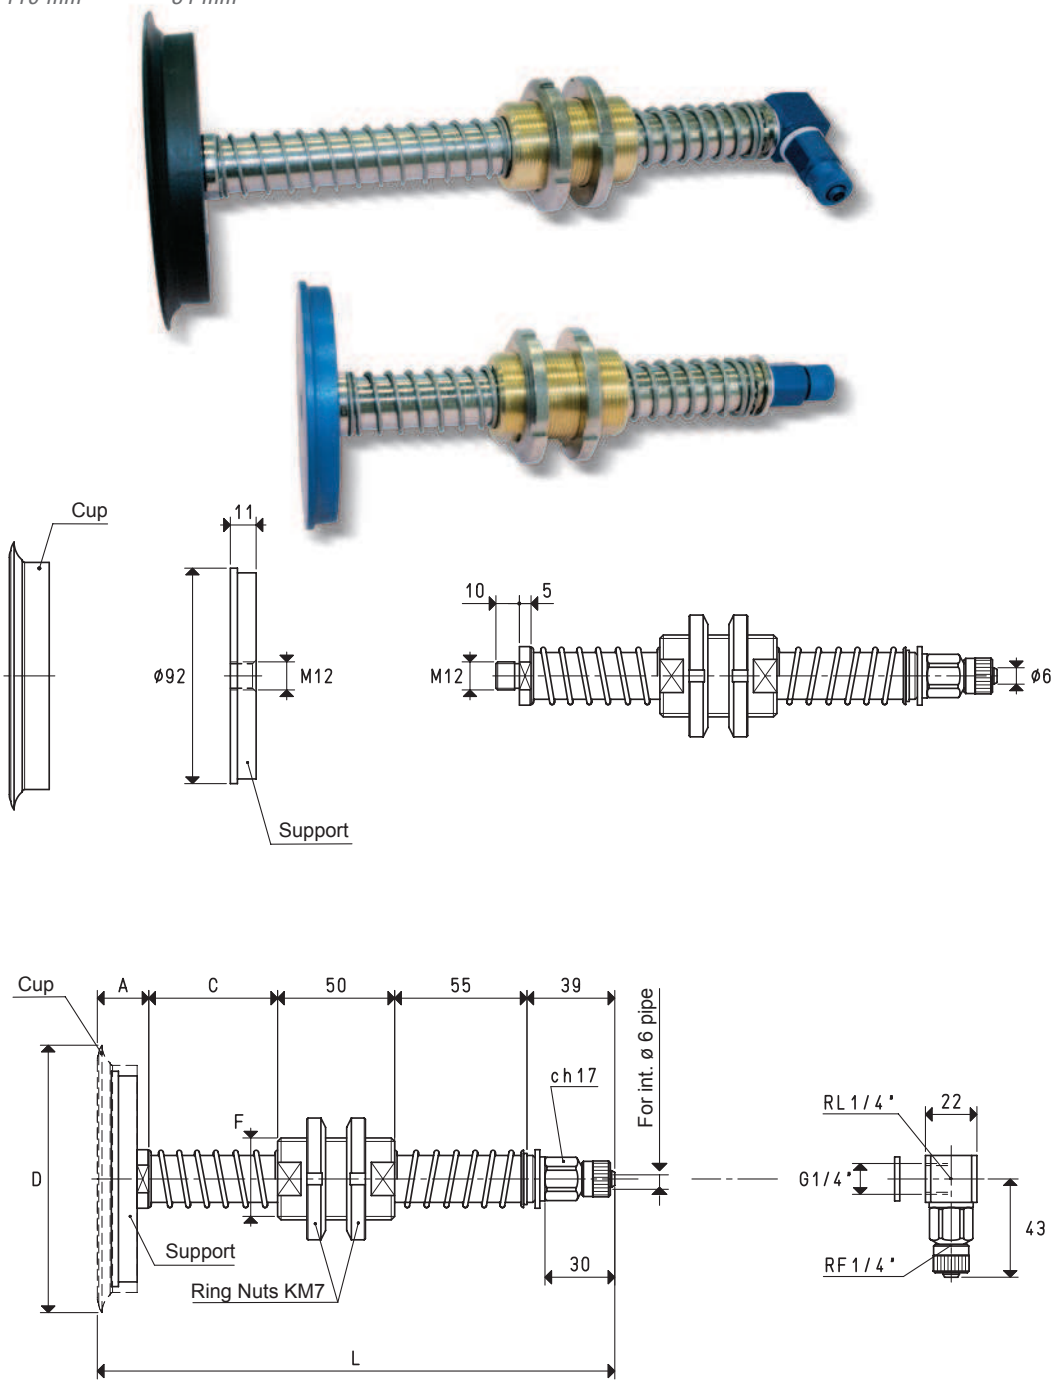 Cup
11
10 5
ø92
M12
M12
ø6
Support
Cup
A
C
50
55
39
For int. ø 6 pipe
ch17
F
D
RL1/4"
22
G1/4"
43
Support
RF1/4"
30
Ring Nuts KM7
L